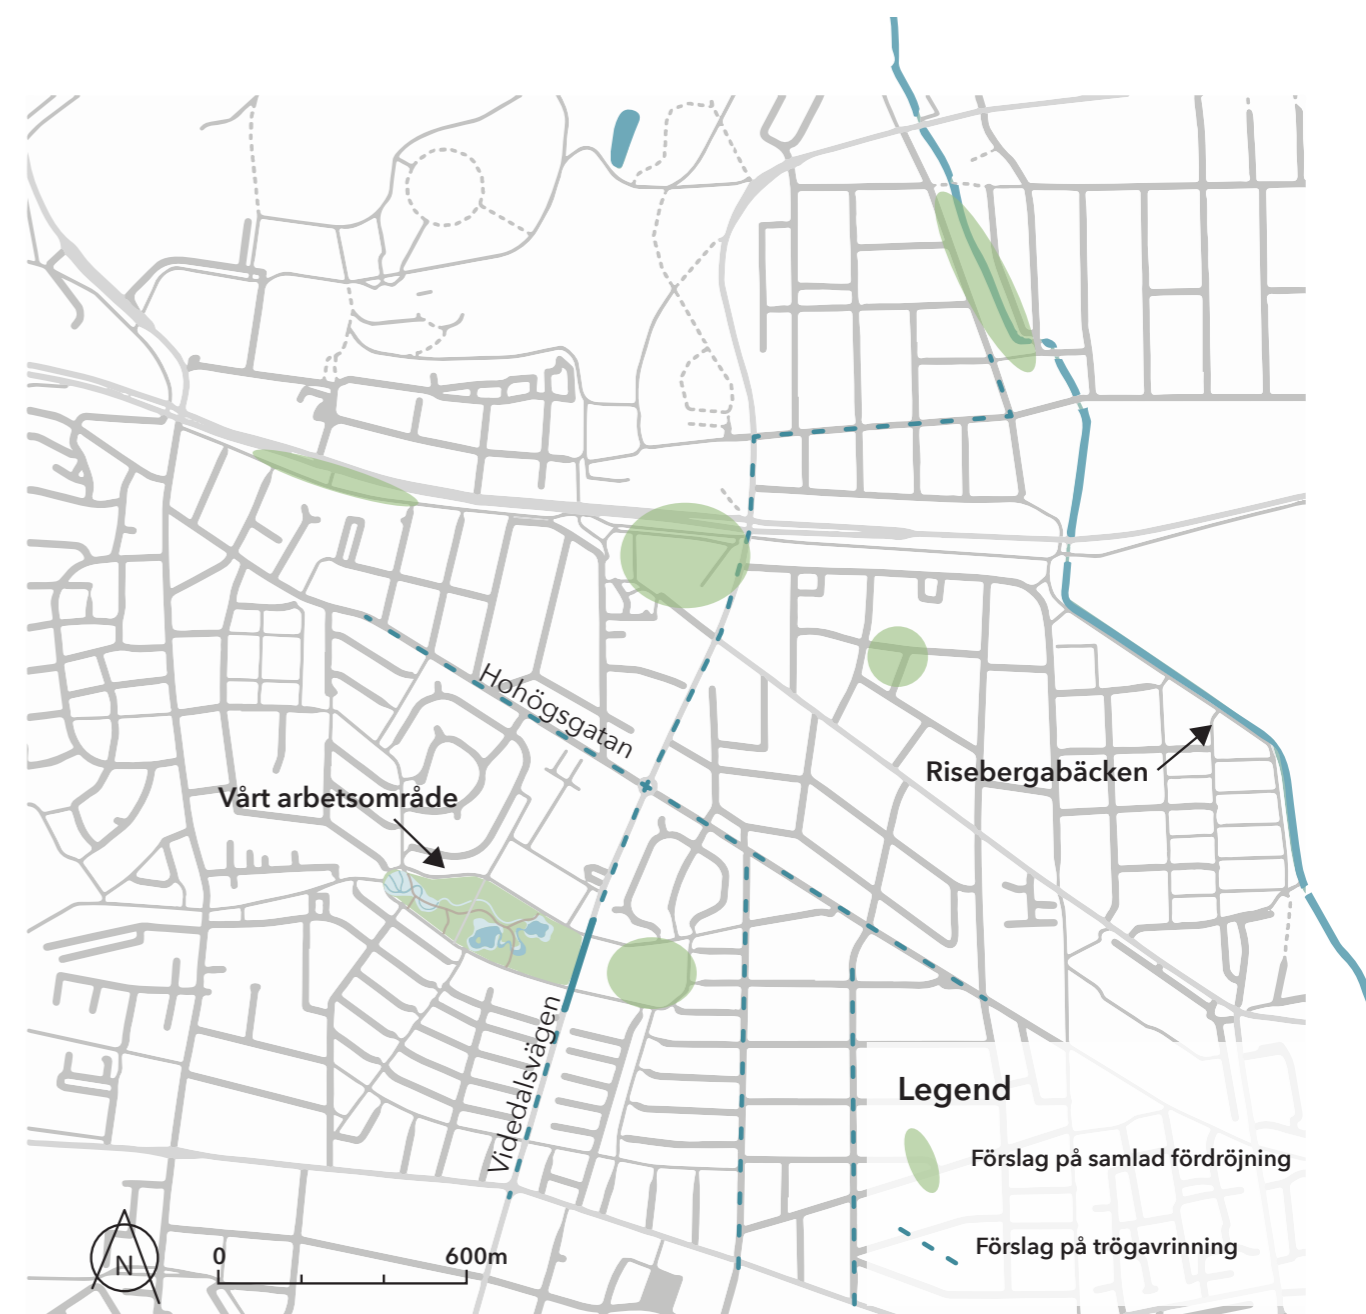 Hohögsgatan
Vårt arbetsområde
Risebergabäcken
Videdalsvägen
Legend
Förslag på samlad fördröjning
Förslag på trögavrinning
N
0
600m